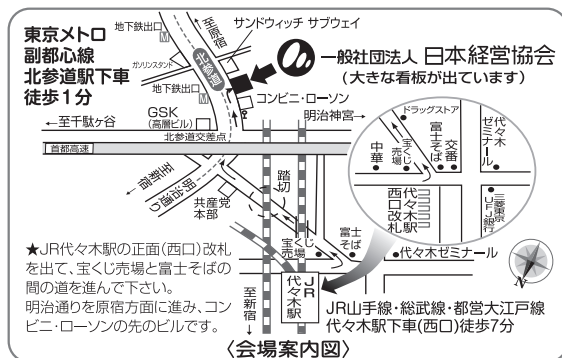 東京メトロ
副都心線
北参道駅下車
徒歩1分
地下鉄出口
至原宿
サンドウィッチ サブウェイ
ガソリンスタンド
北参道
一般社団法人 日本経営協会
(大きな看板が出ています)
地下鉄出口
コンビニ・ローソン
GSK
(高層ビル)
←至千駄ヶ谷
明治神宮→
北参道交差点
首都高速
至新宿
明治通り
共産党
本部
踏切
ドラッグストア
代々木
ゼミナール
中華
宝くじ
売場
富士そば
交番
代々木駅
西口改札
三菱東京
UFJ銀行
宝くじ
売場
富士
そば
代々木ゼミナール
★JR代々木駅の正面(西口)改札
を出て、宝くじ売場と富士そばの
間の道を進んで下さい。
明治通りを原宿方面に進み、コン
ビニ・ローソンの先のビルです。
至新宿
JR
代々木駅
JR山手線・総武線・都営大江戸線
代々木駅下車(西口)徒歩7分
〈会場案内図〉